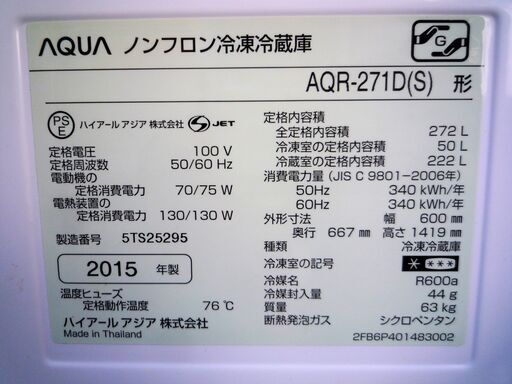 AQUA ノンフロン冷凍冷蔵庫
G
AQR-271D(S) 形
PS
E
ハイアール アジア 株式会社 S JET
定格電圧 100 V
定格周波数 50/60 Hz
電動機の
定格消費電力 70/75 W
電熱装置の
定格消費電力 130/130 W
製造番号 5TS25295
2015 年製
温度ヒューズ
定格動作温度 76 ℃
ハイアール アジア 株式会社
Made in Thailand
定格内容積
全定格内容積 272 L
冷凍室の定格内容積 50 L
冷蔵室の定格内容積 222 L
消費電力量 (JIS C 9801-2006年)
50Hz 340 kWh/年
60Hz 340 kWh/年
外形寸法 幅 600 mm
奥行 667 mm 高さ 1419 mm
種類 冷凍冷蔵庫
冷凍室の記号 * ***
冷媒名 R600a
冷媒封入量 44 g
質量 63 kg
断熱発泡ガス シクロペンタン
2FB6P401483002